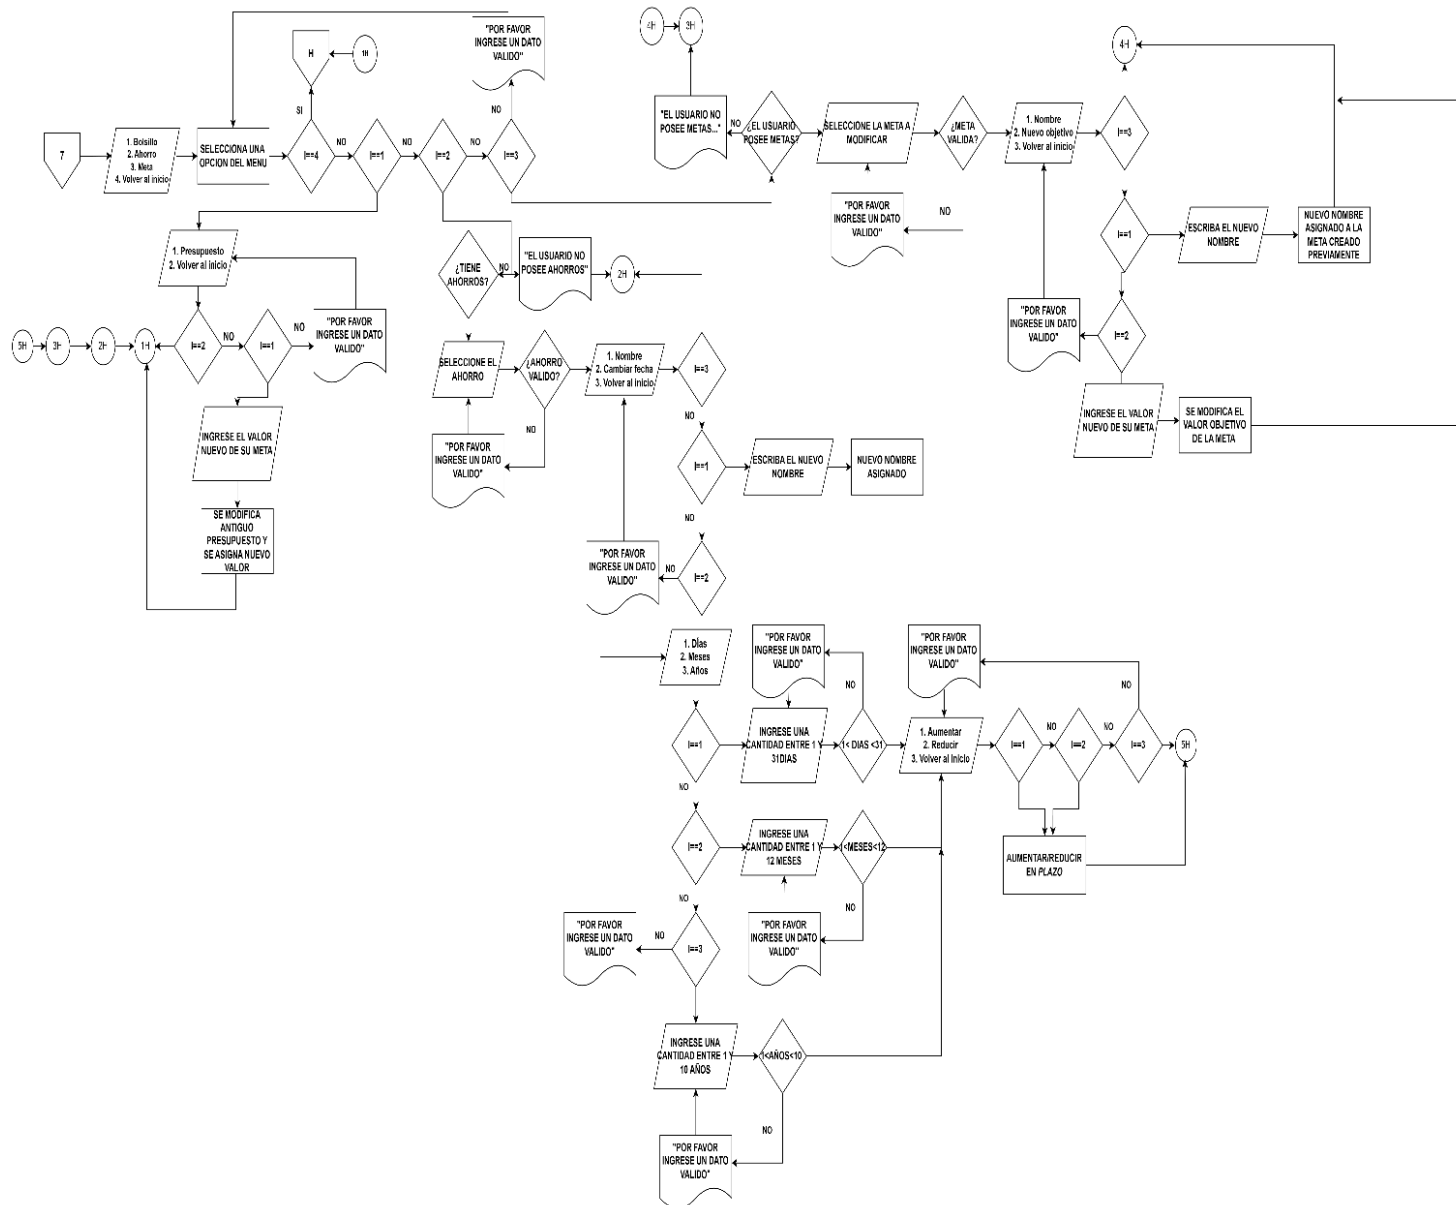 "POR FAVOR
INGRESE UN DATO
VALIDO"
H
1H
SI
NO
7
1. Bolsillo
2. Ahorro
3. Meta
4. Volver al inicio
SELECCIONA UNA
OPCION DEL MENU
I==4
NO
I==1
NO
I==2
NO
I==3
4H
3H
"EL USUARIO NO
POSEE METAS..."
NO
¿EL USUARIO
POSEE METAS?
SELECCIONE LA META A
MODIFICAR
¿META
VALIDA?
1. Nombre
2. Nuevo objetivo
3. Volver al inicio
I==3
4H
"POR FAVOR
INGRESE UN DATO
VALIDO"
NO
I==1
ESCRIBA EL NUEVO
NOMBRE
NUEVO NOMBRE
ASIGNADO A LA
META CREADO
PREVIAMENTE
"POR FAVOR
INGRESE UN DATO
VALIDO"
I==2
INGRESE EL VALOR
NUEVO DE SU META
SE MODIFICA EL
VALOR OBJETIVO
DE LA META
1. Presupuesto
2. Volver al inicio
5H
3H
2H
1H
I==2
NO
I==1
NO
"POR FAVOR
INGRESE UN DATO
VALIDO"
INGRESE EL VALOR
NUEVO DE SU META
SE MODIFICA
ANTIGUO
PRESUPUESTO Y
SE ASIGNA NUEVO
VALOR
¿TIENE
AHORROS?
NO
"EL USUARIO NO
POSEE AHORROS"
2H
SELECCIONE EL
AHORRO
¿AHORRO
VALIDO?
1. Nombre
2. Cambiar fecha
3. Volver al inicio
I==3
NO
"POR FAVOR
INGRESE UN DATO
VALIDO"
NO
I==1
ESCRIBA EL NUEVO
NOMBRE
NUEVO NOMBRE
ASIGNADO
NO
"POR FAVOR
INGRESE UN DATO
VALIDO"
NO
I==2
1. Días
2. Meses
3. Años
"POR FAVOR
INGRESE UN DATO
VALIDO"
NO
"POR FAVOR
INGRESE UN DATO
VALIDO"
NO
I==1
INGRESE UNA
CANTIDAD ENTRE 1 Y
31DIAS
1< DIAS <31
1. Aumentar
2. Reducir
3. Volver al Inicio
I==1
NO
I==2
NO
I==3
5H
NO
I==2
INGRESE UNA
CANTIDAD ENTRE 1 Y
12 MESES
1<MESES<12
AUMENTAR/REDUCIR
EN PLAZO
NO
NO
"POR FAVOR
INGRESE UN DATO
VALIDO"
NO
I==3
"POR FAVOR
INGRESE UN DATO
VALIDO"
INGRESE UNA
CANTIDAD ENTRE 1 Y
10 AÑOS
1<AÑOS<10
NO
"POR FAVOR
INGRESE UN DATO
VALIDO"